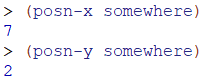 > (posn-x somewhere)
7
> (posn-y somewhere)
2